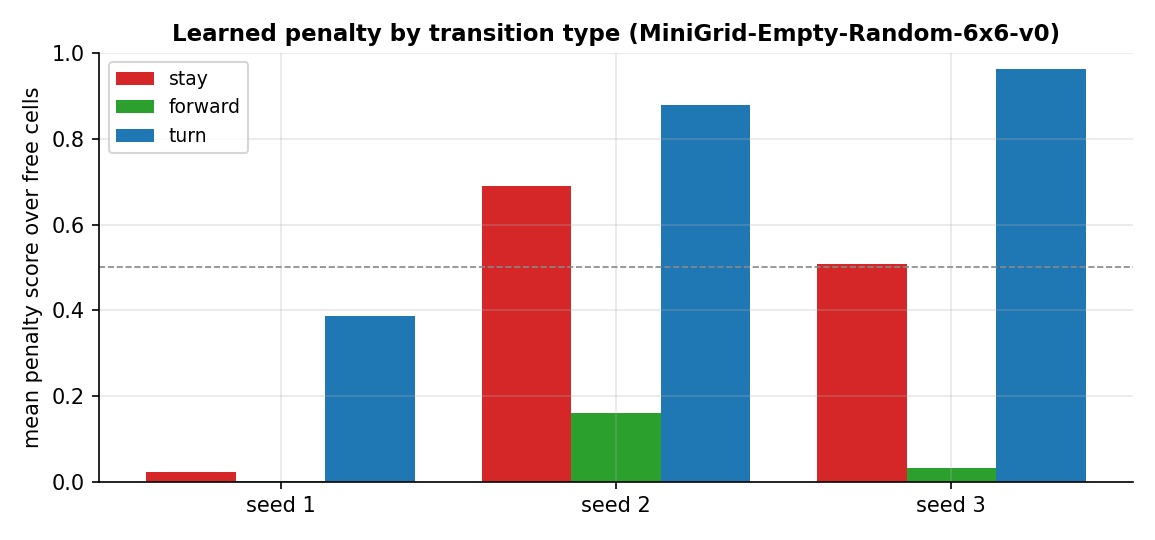 Learned penalty by transition type (MiniGrid-Empty-Random-6x6-v0)
mean penalty score over free cells
1.0
0.8
0.6
0.4
0.2
0.0
stay
forward
turn
seed 1
seed 2
seed 3